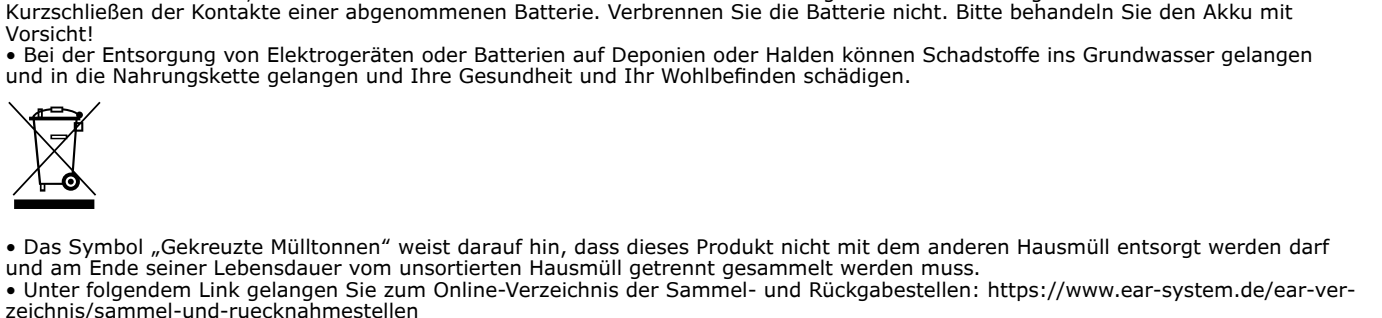 Kurzschließen der Kontakte einer abgenommenen Batterie. Verbrennen Sie die Batterie nicht. Bitte behandeln Sie den Akku mit
Vorsicht!
• Bei der Entsorgung von Elektrogeräten oder Batterien auf Deponien oder Halden können Schadstoffe ins Grundwasser gelangen
und in die Nahrungskette gelangen und Ihre Gesundheit und Ihr Wohlbefinden schädigen.
• Das Symbol „Gekreuzte Mülltonnen“ weist darauf hin, dass dieses Produkt nicht mit dem anderen Hausmüll entsorgt werden darf
und am Ende seiner Lebensdauer vom unsortierten Hausmüll getrennt gesammelt werden muss.
• Unter folgendem Link gelangen Sie zum Online-Verzeichnis der Sammel- und Rückgabestellen: https://www.ear-system.de/ear-ver-
zeichnis/sammel-und-ruecknahmestellen